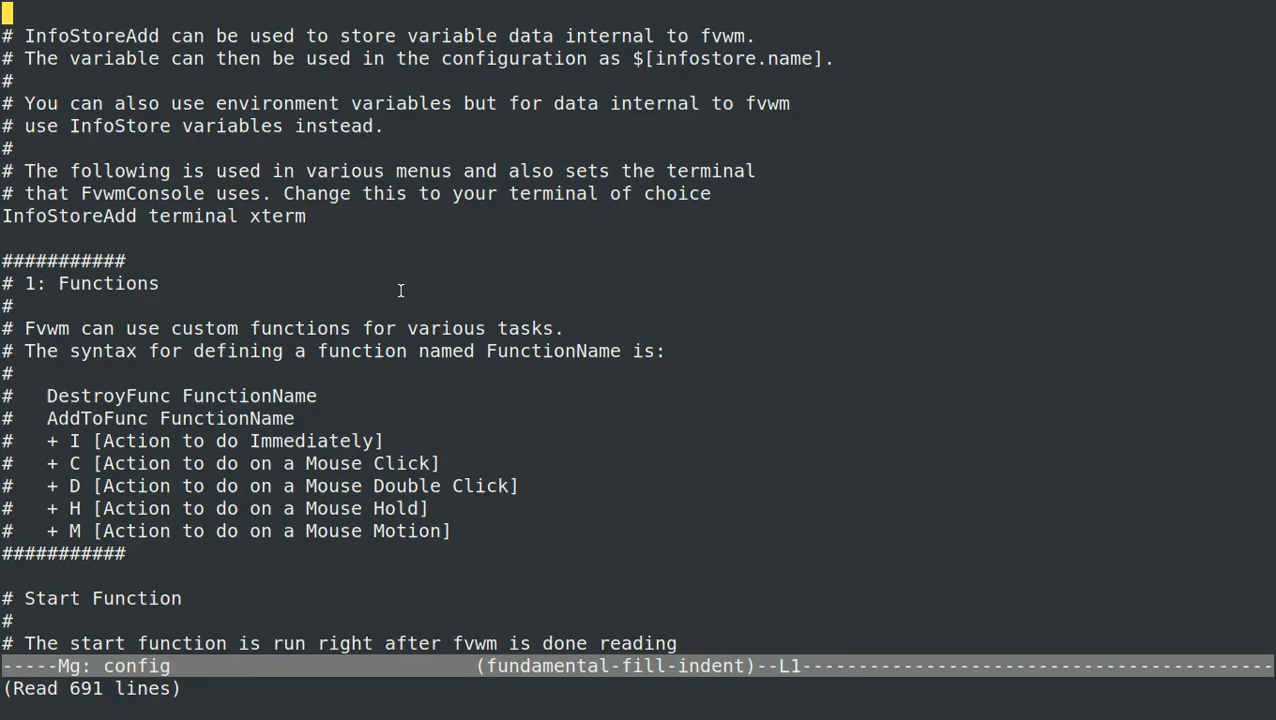 # InfoStoreAdd can be used to store variable data internal to fvwm.
# The variable can then be used in the configuration as $[infostore.name].
#
# You can also use environment variables but for data internal to fvwm
# use InfoStore variables instead.
#
# The following is used in various menus and also sets the terminal
# that FvwmConsole uses. Change this to your terminal of choice
InfoStoreAdd terminal xterm

###########
# 1: Functions
#
# Fvwm can use custom functions for various tasks.
# The syntax for defining a function named FunctionName is:
#
#   DestroyFunc FunctionName
#   AddToFunc FunctionName
#   + I [Action to do Immediately]
#   + C [Action to do on a Mouse Click]
#   + D [Action to do on a Mouse Double Click]
#   + H [Action to do on a Mouse Hold]
#   + M [Action to do on a Mouse Motion]
###########

# Start Function
#
# The start function is run right after fvwm is done reading
-----Mg: config                           (fundamental-fill-indent)--L1------------------------------------------
(Read 691 lines)